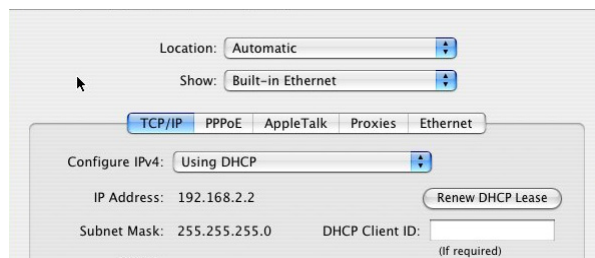 Location: Automatic
Show: Built-in Ethernet
TCP/IP PPPoE AppleTalk Proxies Ethernet
Configure IPv4: Using DHCP
IP Address: 192.168.2.2 Renew DHCP Lease
Subnet Mask: 255.255.255.0 DHCP Client ID:
(If required)